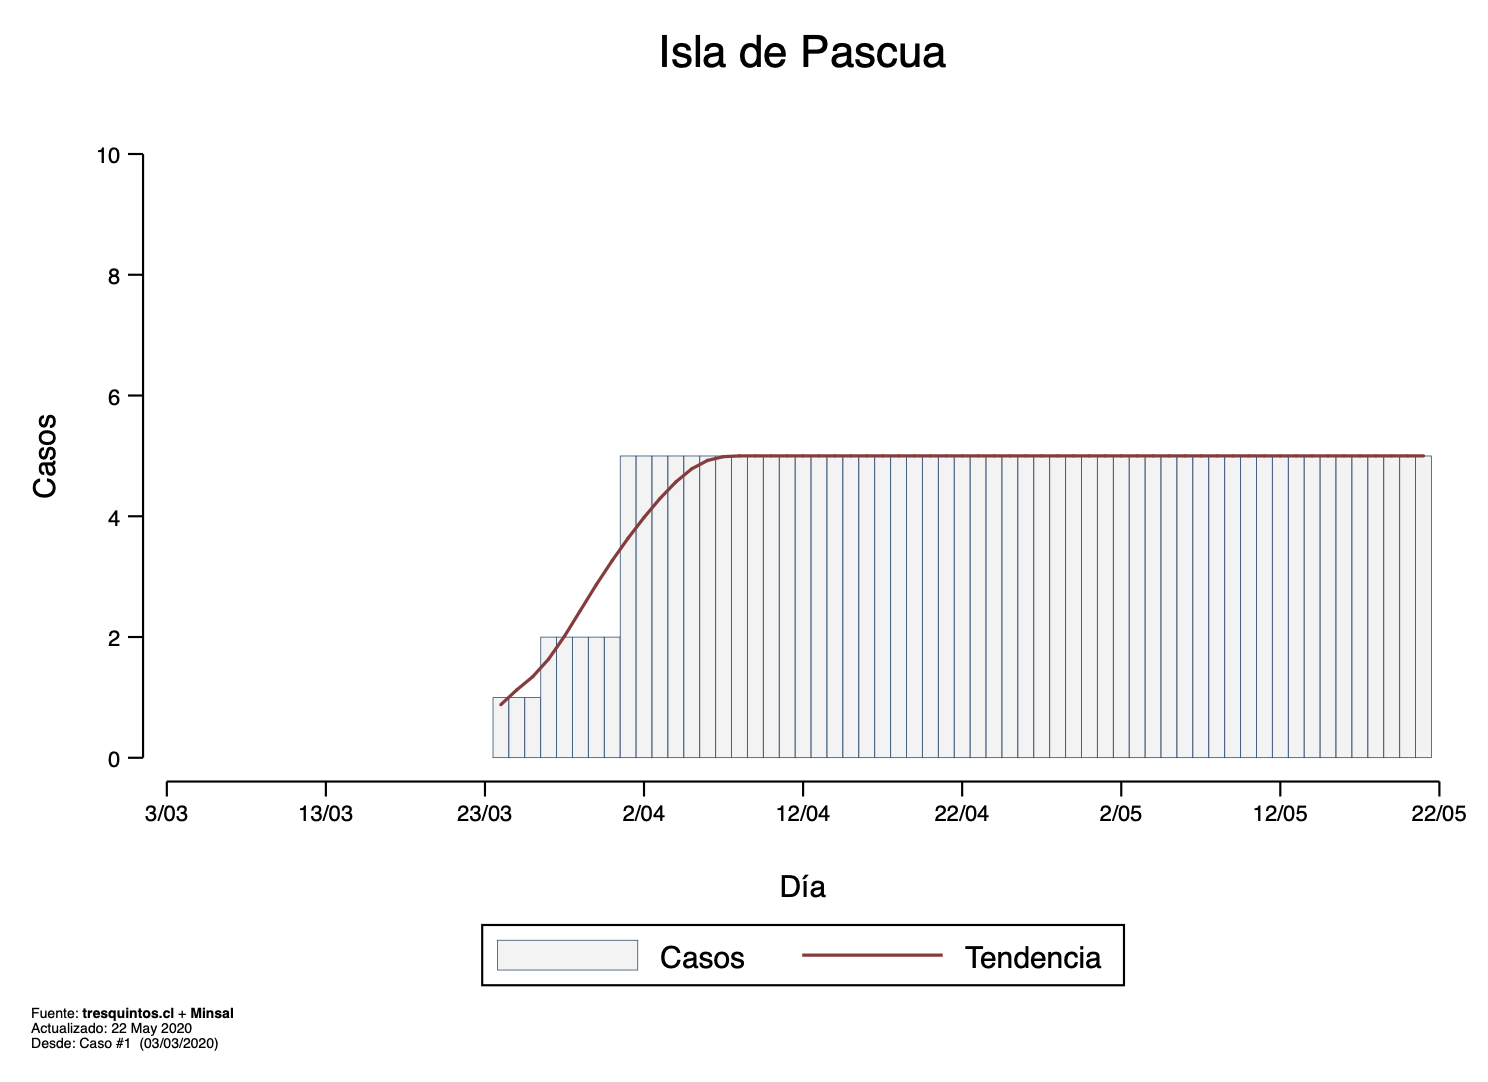 Isla de Pascua
10
8
6
4
2
0
Casos
3/03 13/03 23/03 2/04 12/04 22/04 2/05 12/05 22/05
Día
Casos Tendencia
Fuente: tresquintos.cl + Minsal
Actualizado: 22 May 2020
Desde: Caso #1 (03/03/2020)